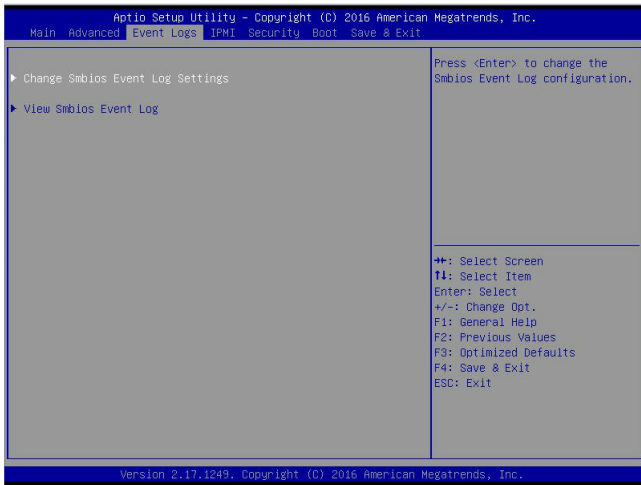 Aptio Setup Utility – Copyright (C) 2016 American Megatrends, Inc.
Main Advanced Event Logs IPMI Security Boot Save & Exit
▶ Change Smbios Event Log Settings
▶ View Smbios Event Log
Press <Enter> to change the
Smbios Event Log configuration.
→←: Select Screen
↑↓: Select Item
Enter: Select
+/-: Change Opt.
F1: General Help
F2: Previous Values
F3: Optimized Defaults
F4: Save & Exit
ESC: Exit
Version 2.17.1249. Copyright (C) 2016 American Megatrends, Inc.